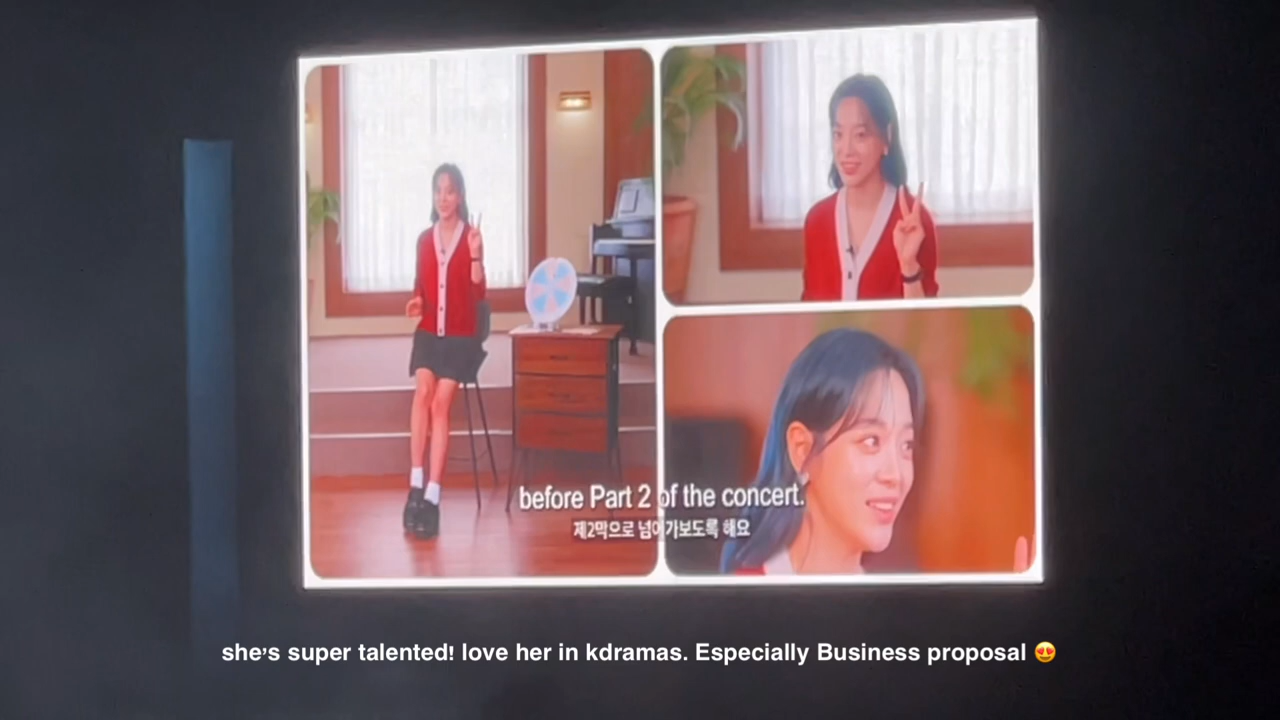 before Part 2 of the concert.
제2막으로 넘어가보도록 해요
she's super talented! love her in kdramas. Especially Business proposal 😍